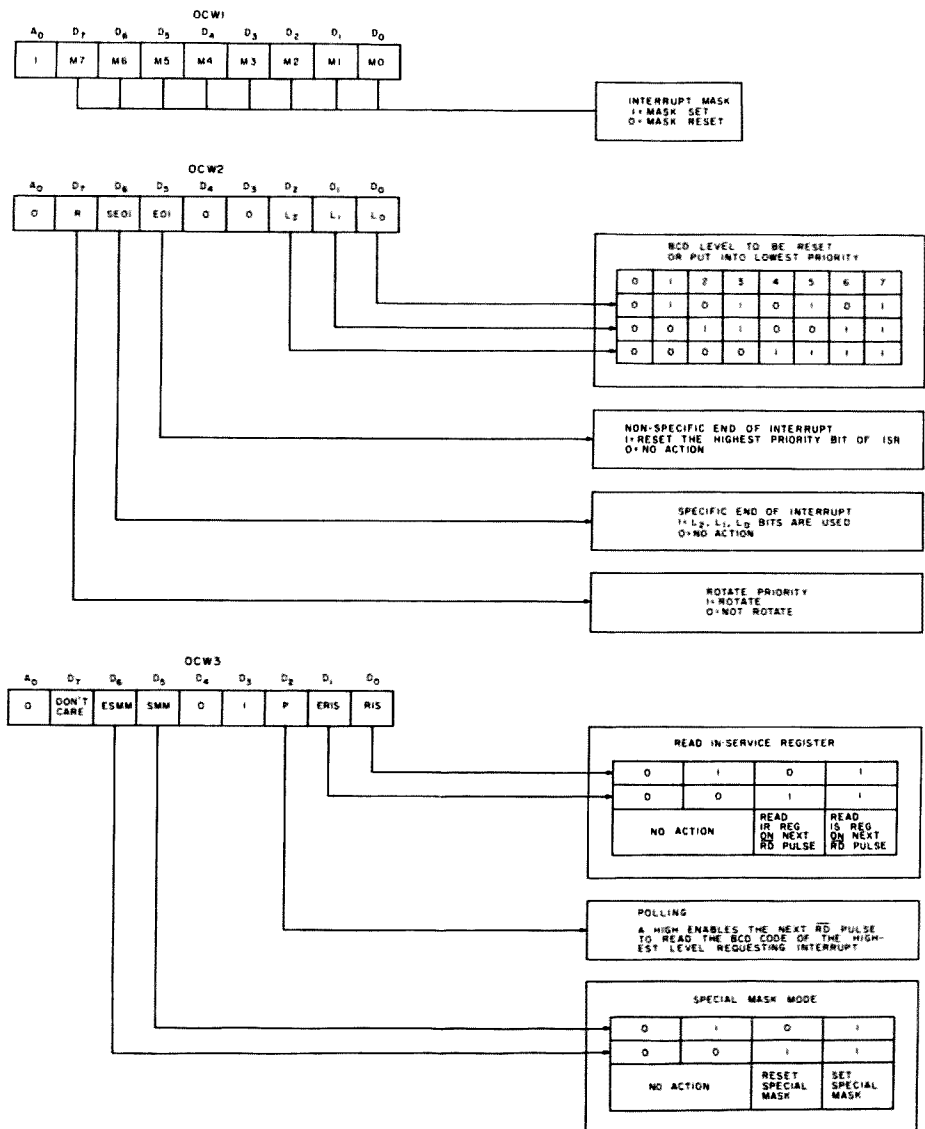 OCW1
A0 D7 D6 D5 D4 D3 D2 D1 D0
1 M7 M6 M5 M4 M3 M2 M1 M0
INTERRUPT MASK
1=MASK SET
0=MASK RESET
OCW2
A0 D7 D6 D5 D4 D3 D2 D1 D0
0 R SEOI EOI 0 0 L2 L1 L0
BCD LEVEL TO BE RESET
OR PUT INTO LOWEST PRIORITY
0 1 2 3 4 5 6 7
0 1 0 1 0 1 0 1
0 0 1 1 0 0 1 1
0 0 0 0 1 1 1 1
NON-SPECIFIC END OF INTERRUPT
1=RESET THE HIGHEST PRIORITY BIT OF ISR
0=NO ACTION
SPECIFIC END OF INTERRUPT
1=L2, L1, L0 BITS ARE USED
0=NO ACTION
ROTATE PRIORITY
1=ROTATE
0=NOT ROTATE
OCW3
A0 D7 D6 D5 D4 D3 D2 D1 D0
0 DON'T CARE ESMM SMM 0 1 P ERIS RIS
READ IN-SERVICE REGISTER
0 1 0 1
0 0 1 1
NO ACTION
READ
IR REG
ON NEXT
RD PULSE
READ
IS REG
ON NEXT
RD PULSE
POLLING
A HIGH ENABLES THE NEXT RD PULSE
TO READ THE BCD CODE OF THE HIGH-
EST LEVEL REQUESTING INTERRUPT
SPECIAL MASK MODE
0 1 0 1
0 0 1 1
NO ACTION
RESET
SPECIAL
MASK
SET
SPECIAL
MASK